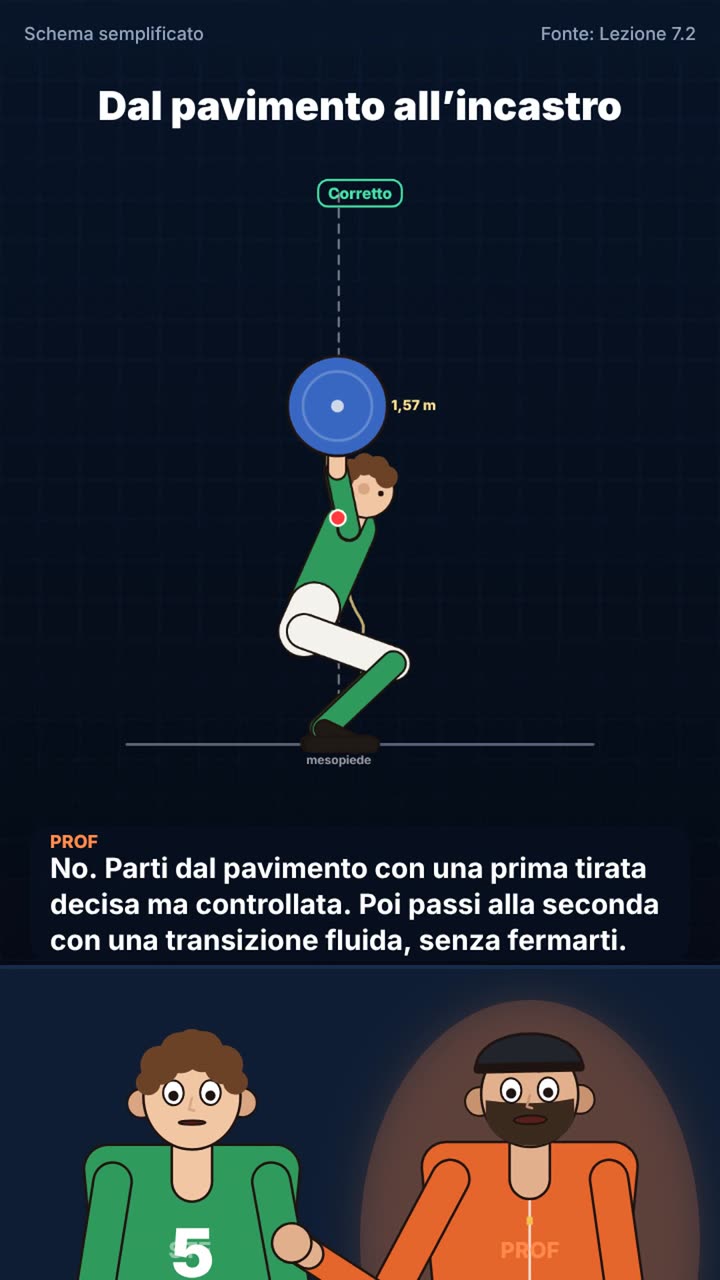 Schema semplificato
Fonte: Lezione 7.2
Dal pavimento all’incastro
Corretto
1,57 m
mesopiede
PROF
No. Parti dal pavimento con una prima tirata
decisa ma controllata. Poi passi alla seconda
con una transizione fluida, senza fermarti.
5
PROF